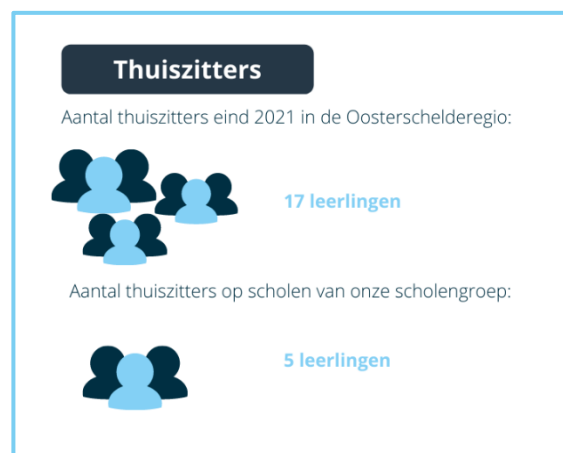 Thuiszitters
Aantal thuiszitters eind 2021 in de Oosterschelderegio:
17 leerlingen
Aantal thuiszitters op scholen van onze scholengroep:
5 leerlingen